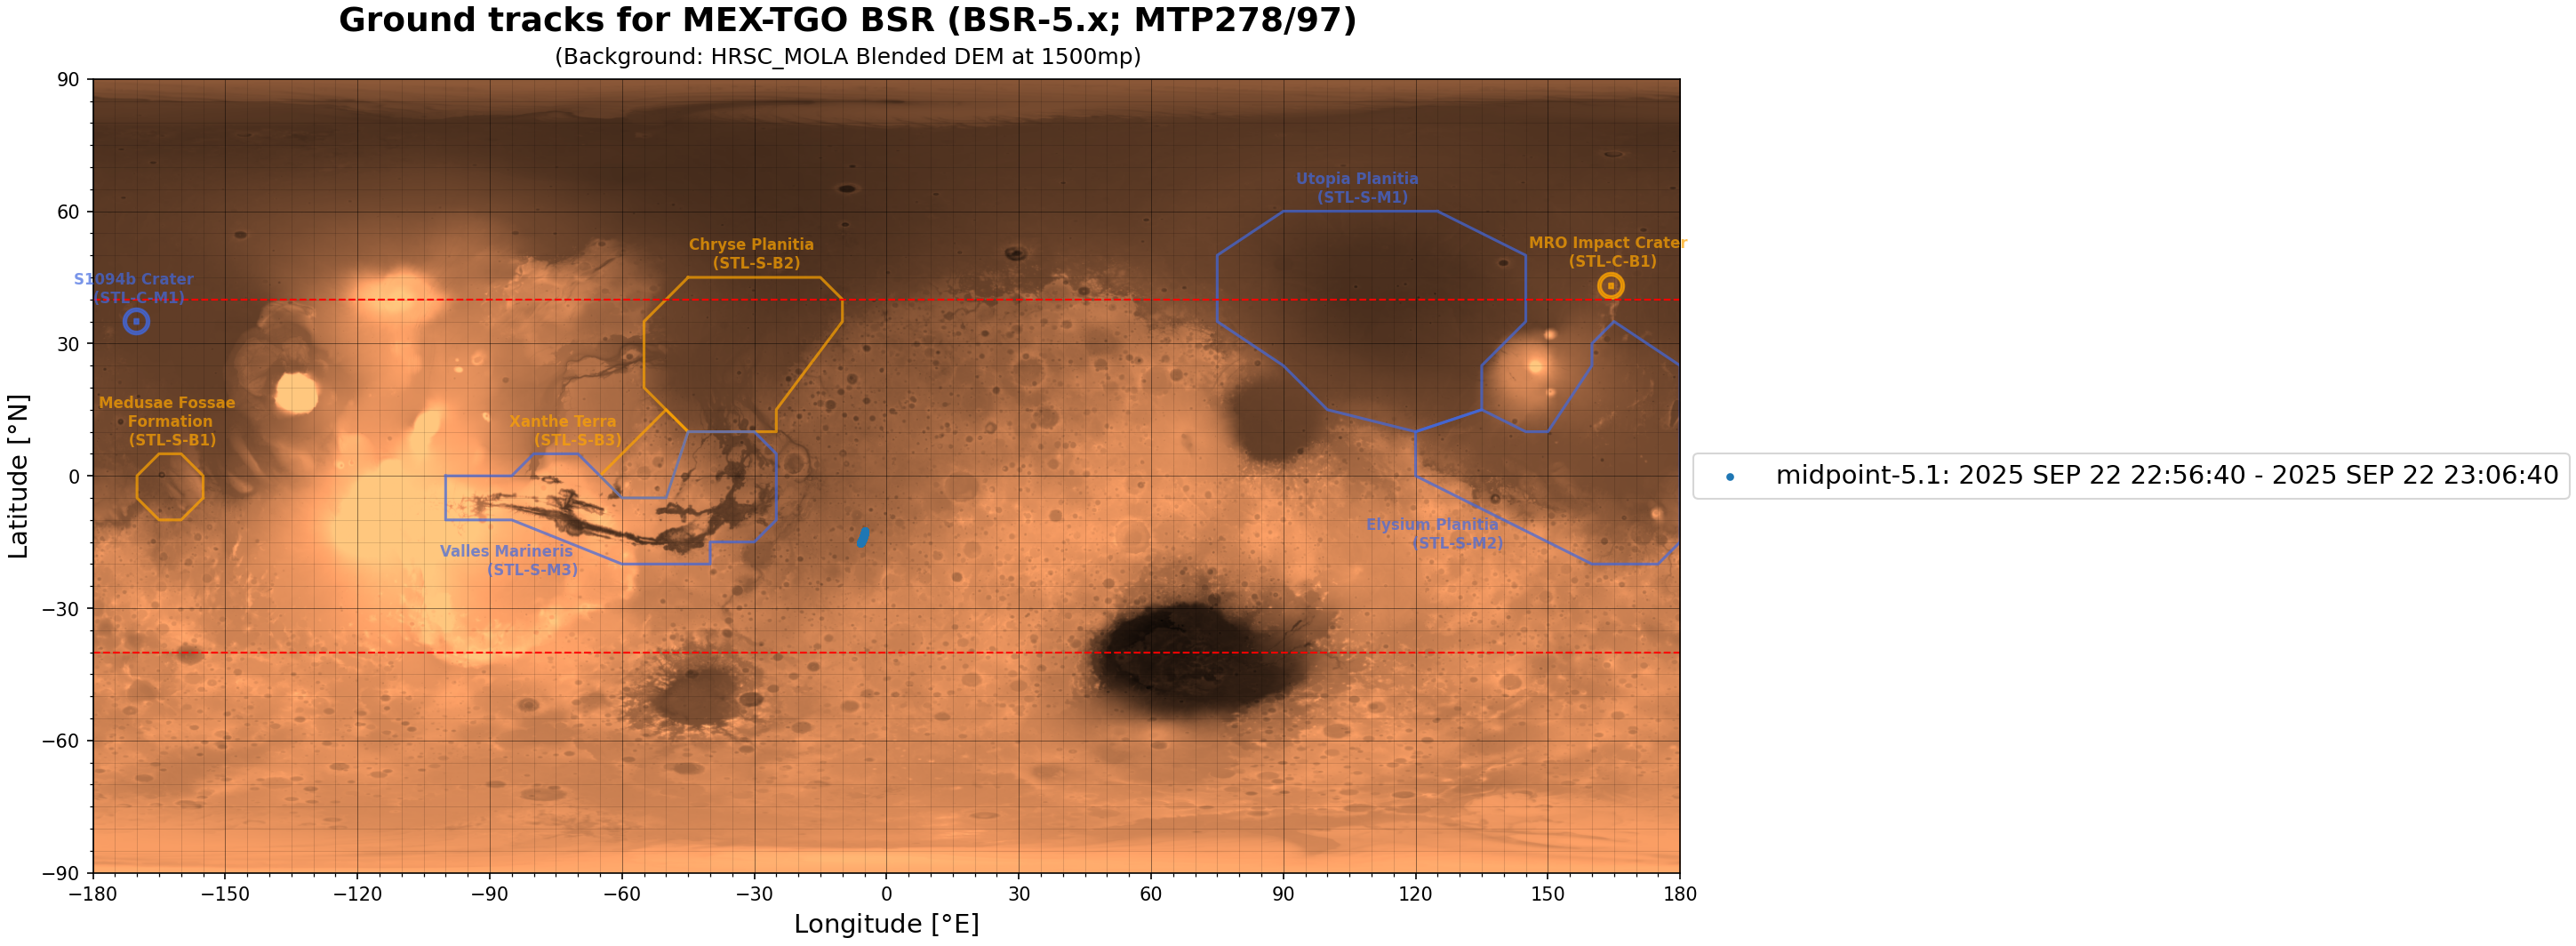 Ground tracks for MEX-TGO BSR (BSR-5.x; MTP278/97)
(Background: HRSC_MOLA Blended DEM at 1500mp)
90
60
30
0
−30
−60
−90
Latitude [°N]
Utopia Planitia
(STL-S-M1)
Chryse Planitia
(STL-S-B2)
MRO Impact Crater
(STL-C-B1)
S1094b Crater
(STL-C-M1)
Medusae Fossae
Formation
(STL-S-B1)
Xanthe Terra
(STL-S-B3)
Valles Marineris
(STL-S-M3)
Elysium Planitia
(STL-S-M2)
midpoint-5.1: 2025 SEP 22 22:56:40 - 2025 SEP 22 23:06:40
−180
−150
−120
−90
−60
−30
0
30
60
90
120
150
180
Longitude [°E]